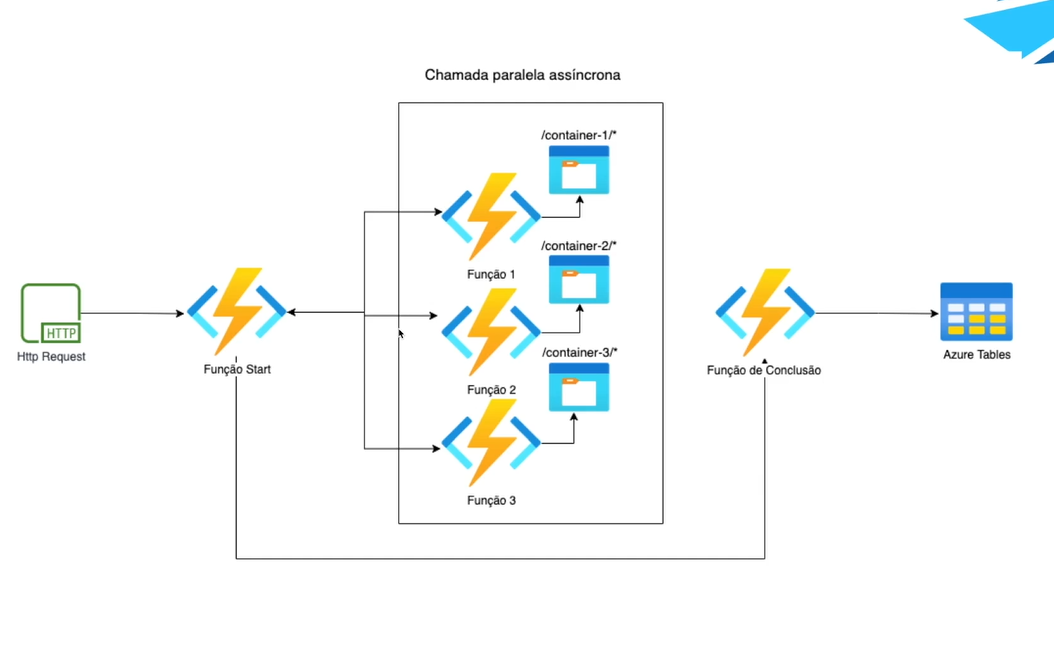 Chamada paralela assíncrona
/container-1/*
Função 1
/container-2/*
HTTP
Http Request
Função Start
/container-3/*
Função 2
Função de Conclusão
Azure Tables
Função 3